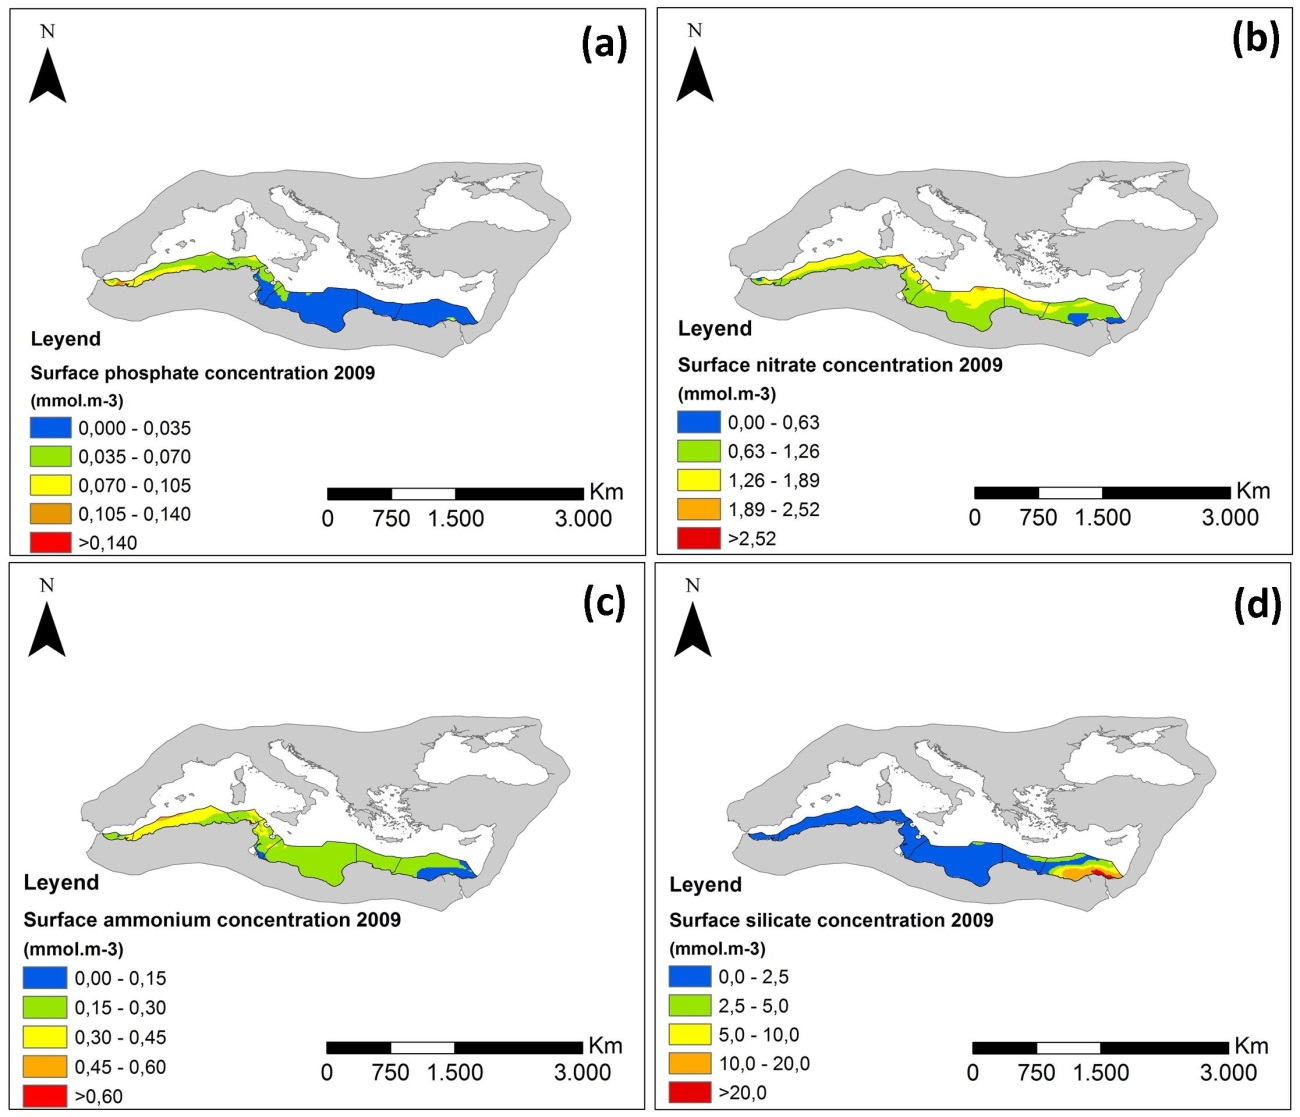 N
(a)
Leyend
Surface phosphate concentration 2009
(mmol.m-3)
0,000 - 0,035
0,035 - 0,070
0,070 - 0,105
0,105 - 0,140
>0,140
Km
0 750 1.500 3.000
N
(b)
Leyend
Surface nitrate concentration 2009
(mmol.m-3)
0,00 - 0,63
0,63 - 1,26
1,26 - 1,89
1,89 - 2,52
>2,52
Km
0 750 1.500 3.000
N
(c)
Leyend
Surface ammonium concentration 2009
(mmol.m-3)
0,00 - 0,15
0,15 - 0,30
0,30 - 0,45
0,45 - 0,60
>0,60
Km
0 750 1.500 3.000
N
(d)
Leyend
Surface silicate concentration 2009
(mmol.m-3)
0,0 - 2,5
2,5 - 5,0
5,0 - 10,0
10,0 - 20,0
>20,0
Km
0 750 1.500 3.000